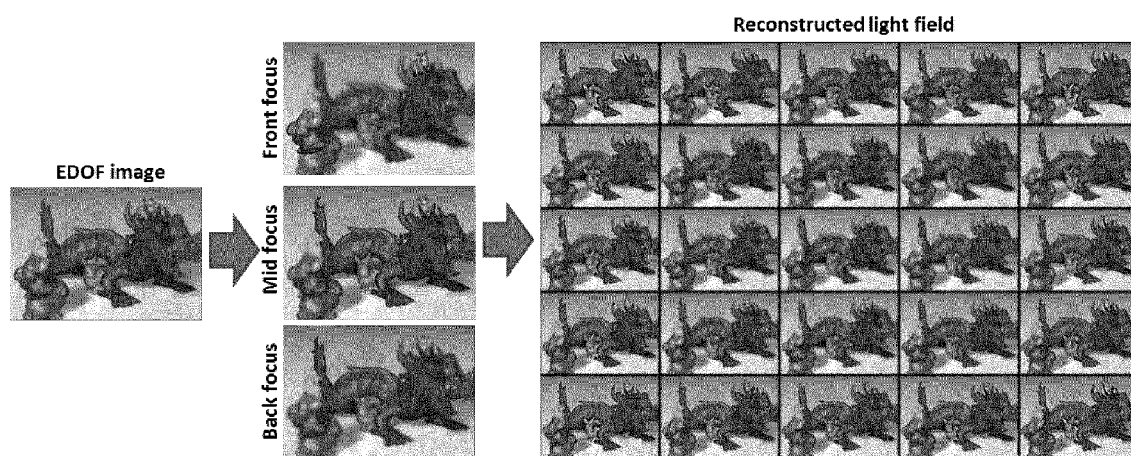 Reconstructed light field
Front focus
EDOF image
Mid focus
Back focus